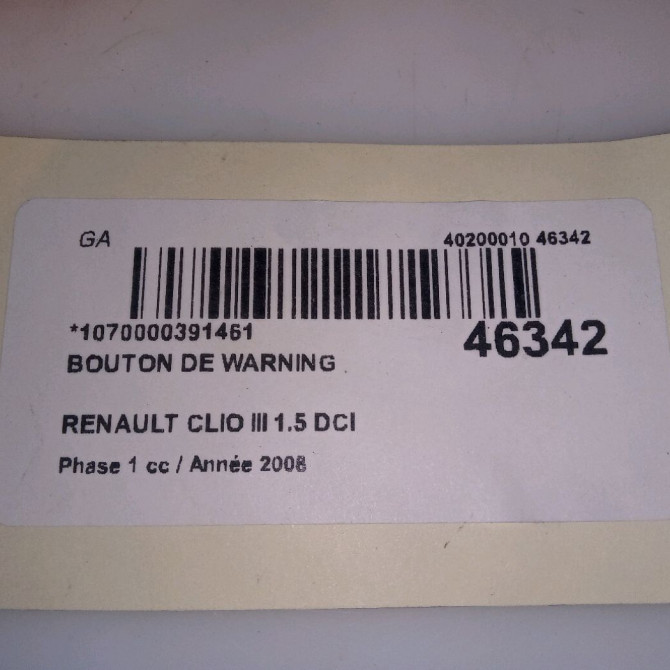 GA
40200010 46342
*1070000391461
46342
BOUTON DE WARNING
RENAULT CLIO III 1.5 DCI
Phase 1 cc / Année 2008